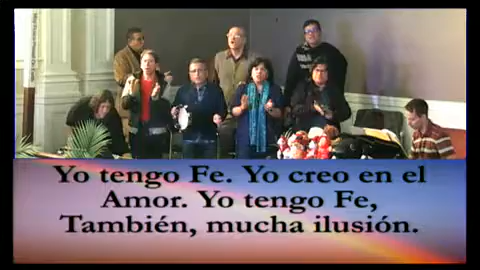 Yo tengo Fe. Yo creo en el
Amor. Yo tengo Fe,
También, mucha ilusión.